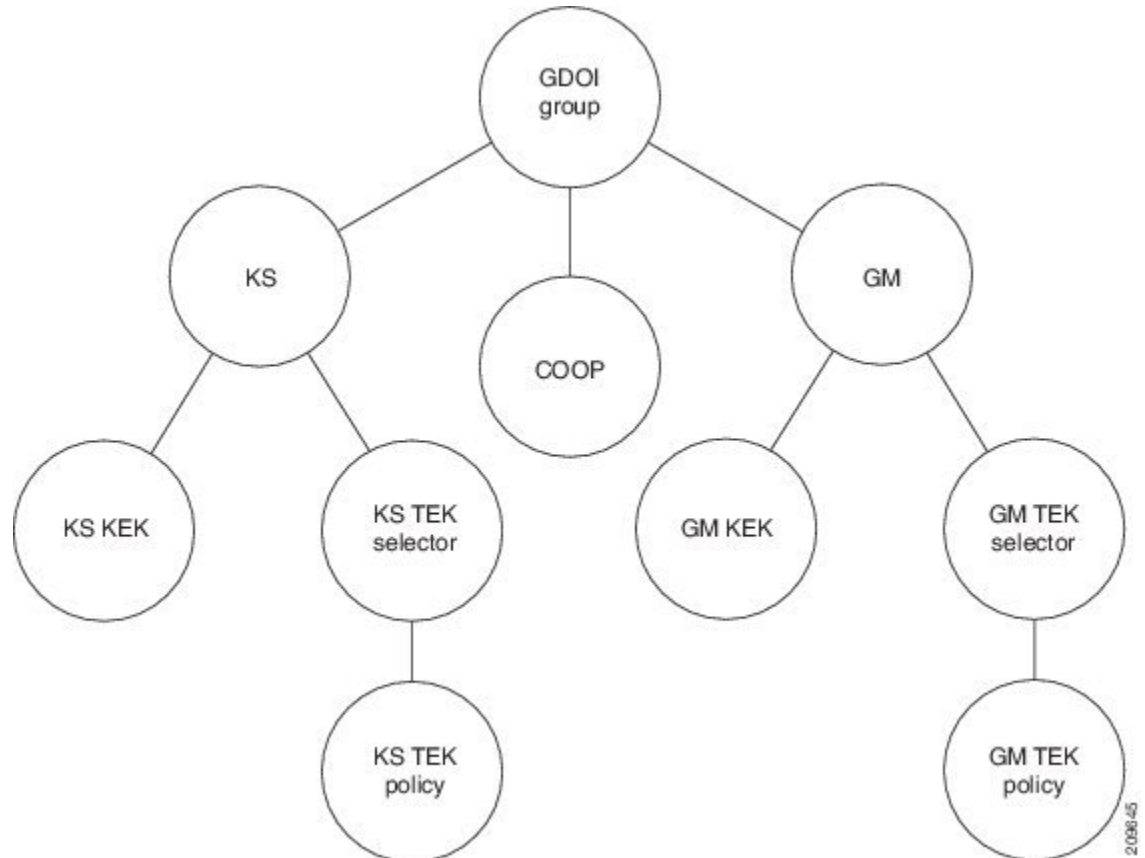 GDOI
group
KS
GM
COOP
KS KEK
KS TEK
selector
GM KEK
GM TEK
selector
KS TEK
policy
GM TEK
policy
209645